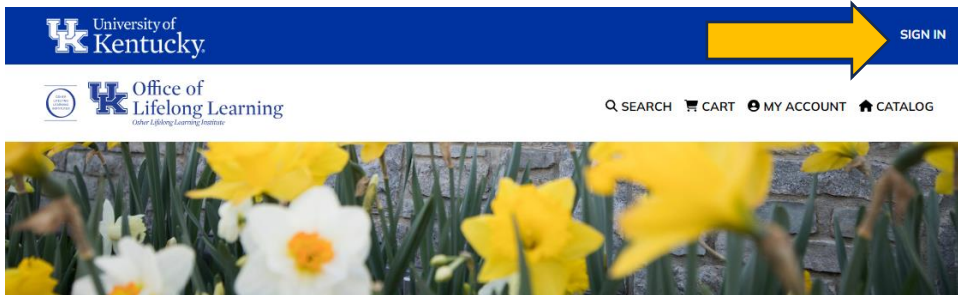 University of
Kentucky.
SIGN IN
Office of
Lifelong Learning
Osher Lifelong Learning Institute
SEARCH CART MY ACCOUNT CATALOG